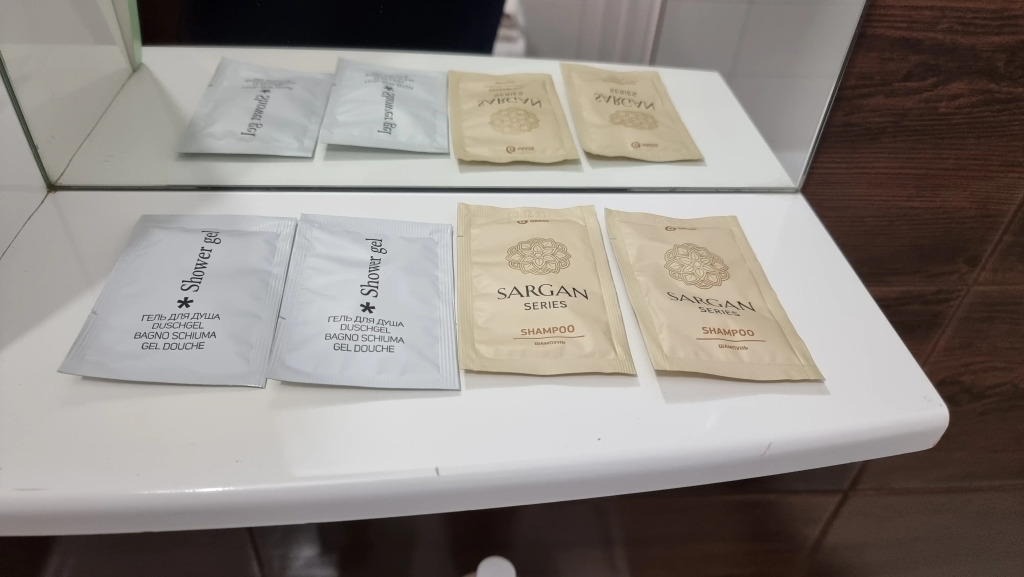 * Shower gel
ГЕЛЬ ДЛЯ ДУША
DUSCHGEL
BAGNO SCHIUMA
GEL DOUCHE
* Shower gel
ГЕЛЬ ДЛЯ ДУША
DUSCHGEL
BAGNO SCHIUMA
GEL DOUCHE
SARGAN
SERIES
SHAMPOO
ШАМПУНЬ
SARGAN
SERIES
SHAMPOO
ШАМПУНЬ